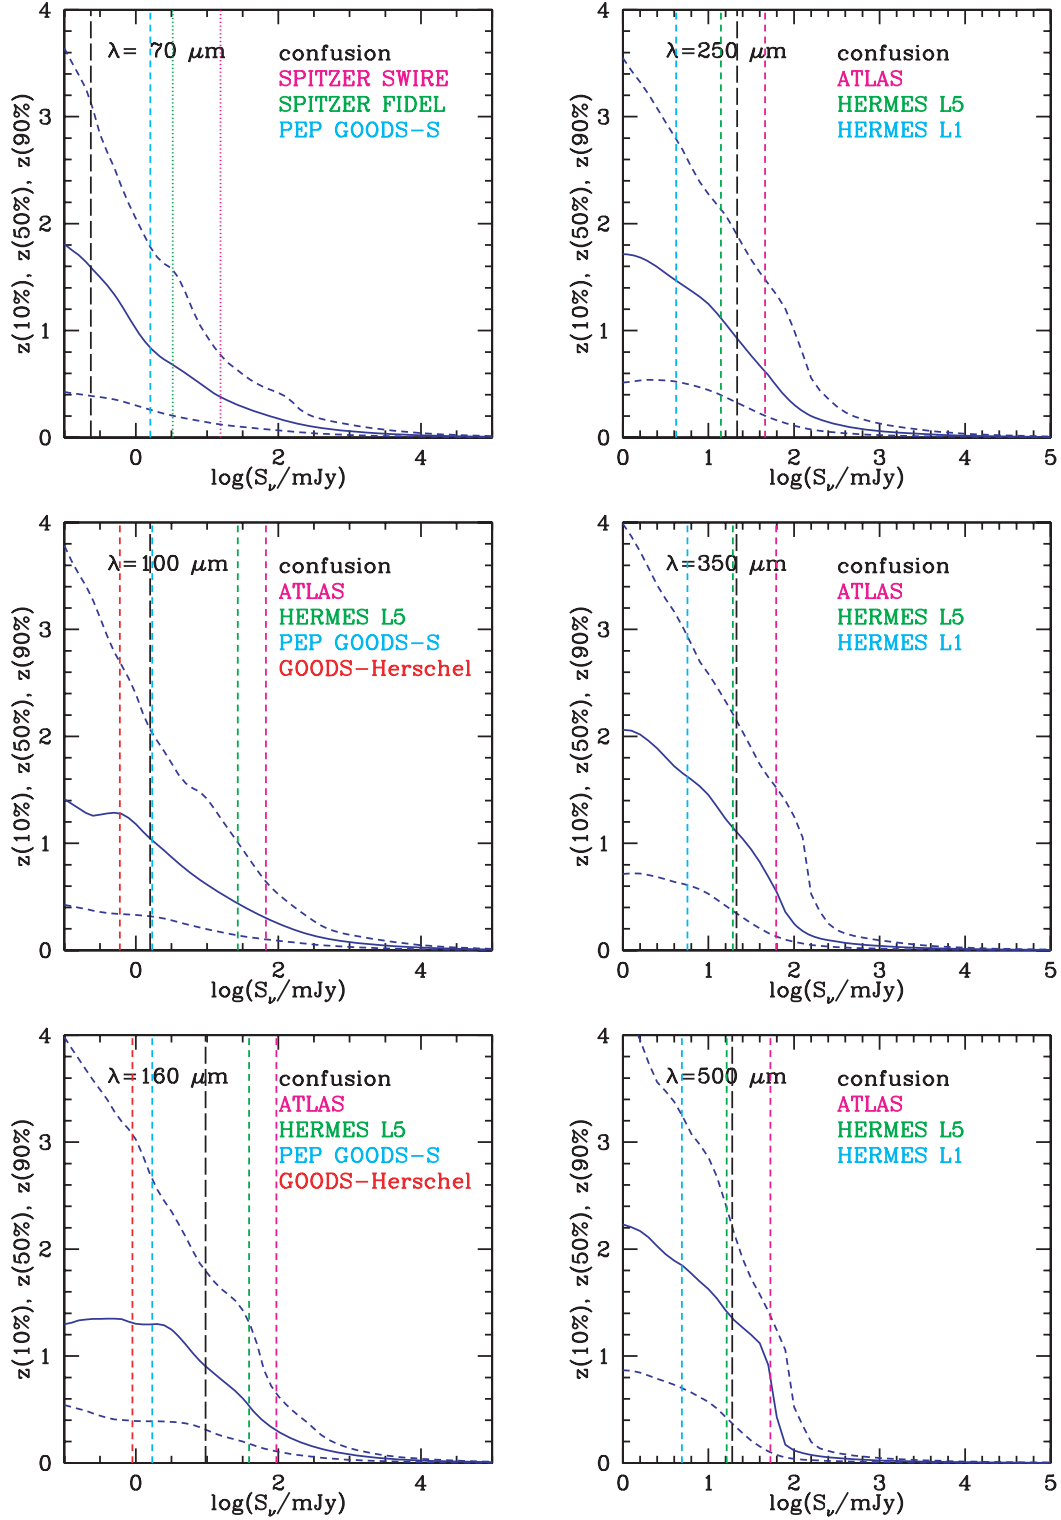 λ= 70 μm
confusion
SPITZER SWIRE
SPITZER FIDEL
PEP GOODS-S
z(10%), z(50%), z(90%)
4
3
2
1
0
0 2 4
log(Sν/mJy)
λ=250 μm
confusion
ATLAS
HERMES L5
HERMES L1
z(10%), z(50%), z(90%)
4
3
2
1
0
0 1 2 3 4 5
log(Sν/mJy)
λ=100 μm
confusion
ATLAS
HERMES L5
PEP GOODS-S
GOODS-Herschel
z(10%), z(50%), z(90%)
4
3
2
1
0
0 2 4
log(Sν/mJy)
λ=350 μm
confusion
ATLAS
HERMES L5
HERMES L1
z(10%), z(50%), z(90%)
4
3
2
1
0
0 1 2 3 4 5
log(Sν/mJy)
λ=160 μm
confusion
ATLAS
HERMES L5
PEP GOODS-S
GOODS-Herschel
z(10%), z(50%), z(90%)
4
3
2
1
0
0 2 4
log(Sν/mJy)
λ=500 μm
confusion
ATLAS
HERMES L5
HERMES L1
z(10%), z(50%), z(90%)
4
3
2
1
0
0 1 2 3 4 5
log(Sν/mJy)